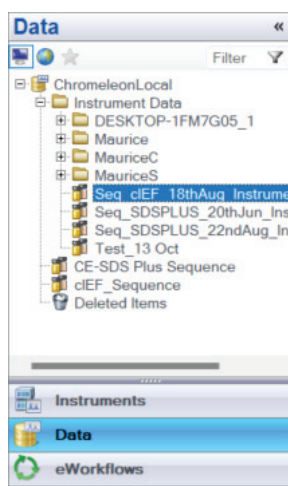 Data «
Filter
ChromeleonLocal
Instrument Data
DESKTOP-1FM7G05_1
Maurice
MauriceC
MauriceS
Seq_cIEF_18thAug_Instrume
Seq_SDSPLUS_20thJun_Ins
Seq_SDSPLUS_22ndAug_In
Test_13 Oct
CE-SDS Plus Sequence
cIEF_Sequence
Deleted Items
Instruments
Data
eWorkflows